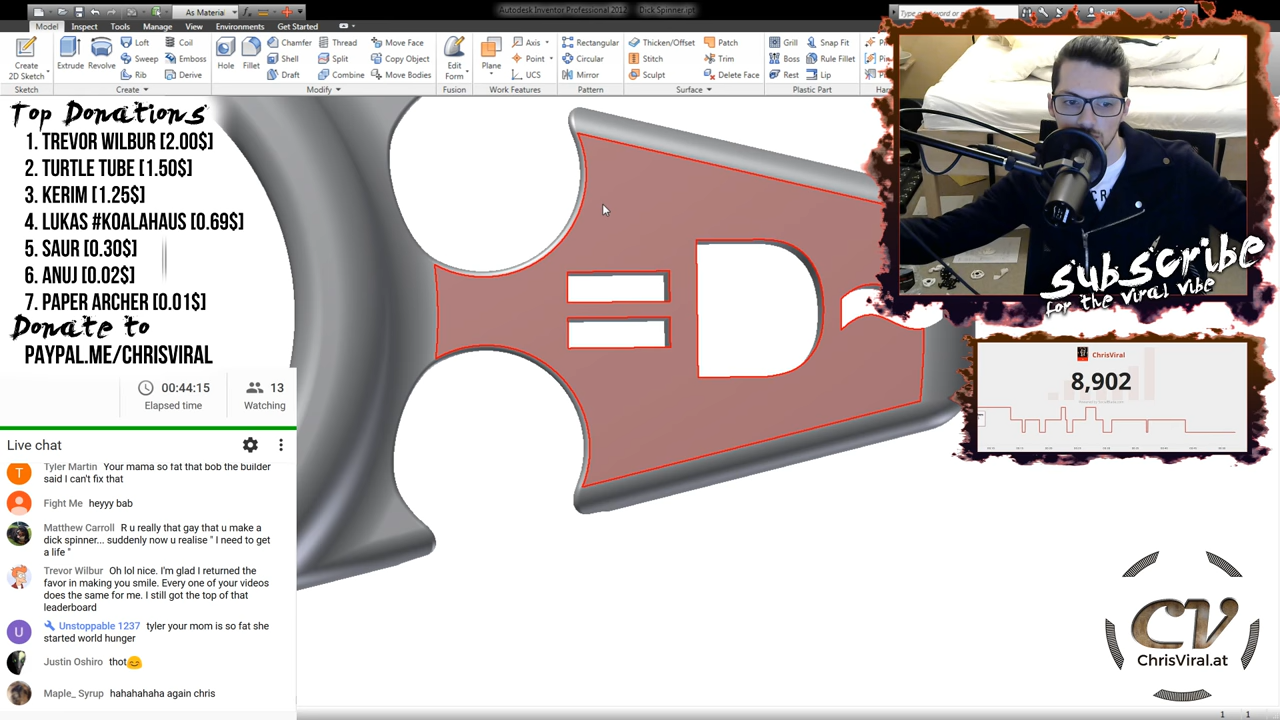 As Material
Autodesk Inventor Professional 2017 Dick Spinner.ipt
Type help
Model Inspect Tools Manage View Environments Get Started
Create
2D Sketch
Extrude
Revolve
Loft
Sweep
Rib
Coil
Emboss
Derive
Hole
Fillet
Chamfer
Shell
Draft
Thread
Split
Combine
Move Face
Copy Object
Move Bodies
Edit
Form
Plane
Axis
Point
UCS
Rectangular
Circular
Mirror
Thicken/Offset
Stitch
Sculpt
Patch
Trim
Delete Face
Grill
Boss
Rest
Snap Fit
Rule Fillet
Lip
Sketch
Create
Modify
Fusion
Work Features
Pattern
Surface
Plastic Part
Top Donations
1. TREVOR WILBUR [2.00$]
2. TURTLE TUBE [1.50$]
3. KERIM [1.25$]
4. LUKAS #KOALAHAUS [0.69$]
5. SAUR [0.30$]
6. ANUJ [0.02$]
7. PAPER ARCHER [0.01$]
Donate to
PAYPAL.ME/CHRISVIRAL
00:44:15
Elapsed time
13
Watching
Live chat
T
Tyler Martin Your mama so fat that bob the builder
said I can't fix that
Fight Me heyyy bab
Matthew Carroll R u really that gay that u make a
dick spinner... suddenly now u realise " I need to get
a life "
Trevor Wilbur Oh lol nice. I'm glad I returned the
favor in making you smile. Every one of your videos
does the same for me. I still got the top of that
leaderboard
U
Unstoppable 1237 tyler your mom is so fat she
started world hunger
Justin Oshiro thot😊
Maple_ Syrup hahahahaha again chris
Subscribe
for the viral vibe
ChrisViral
8,902
CV
ChrisViral.at
1 1